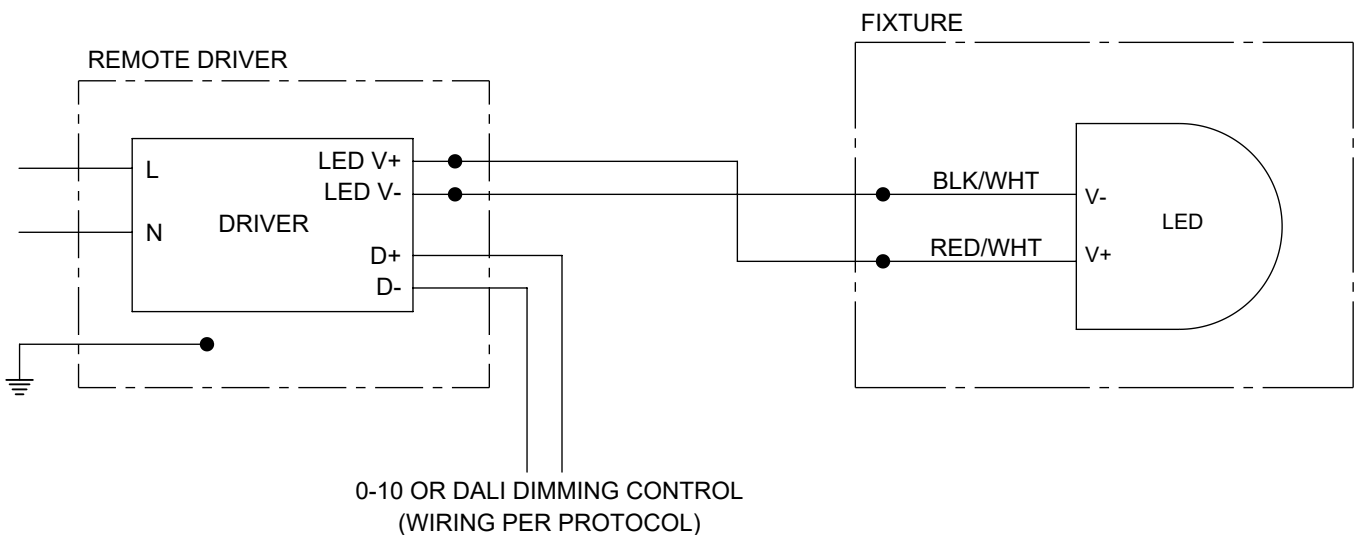 FIXTURE
REMOTE DRIVER
L
LED V+
LED V-
N
DRIVER
D+
D-
BLK/WHT
V-
LED
RED/WHT
V+
0-10 OR DALI DIMMING CONTROL
(WIRING PER PROTOCOL)